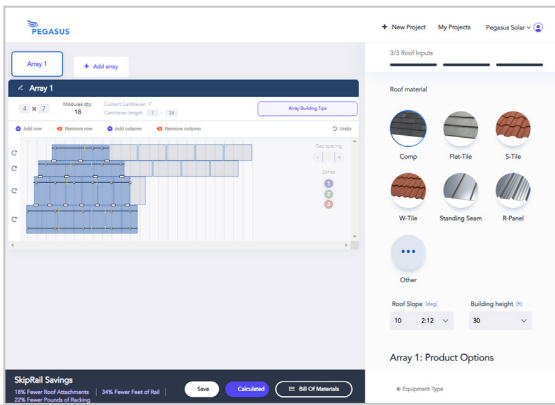 PEGASUS
+ New Project My Projects Pegasus Solar
Array 1
+ Add array
3/3 Roof Inputs
Array 1
4 x 7
Modules qty:
18
Current Cantilever: 1"
Cantilever length: 1 - 24
Array Building Tips
Add row Remove row Add column Remove column Undo
Gap spacing
- | +
Zones
1
2
3
Roof material
Comp Flat-Tile S-Tile
W-Tile Standing Seam R-Panel
Other
Roof Slope (deg) Building height (ft)
10 2:12 30
Array 1: Product Options
Equipment Type
SkipRail Savings
18% Fewer Roof Attachments | 34% Fewer Feet of Rail |
22% Fewer Pounds of Racking
Save
Calculated
Bill Of Materials